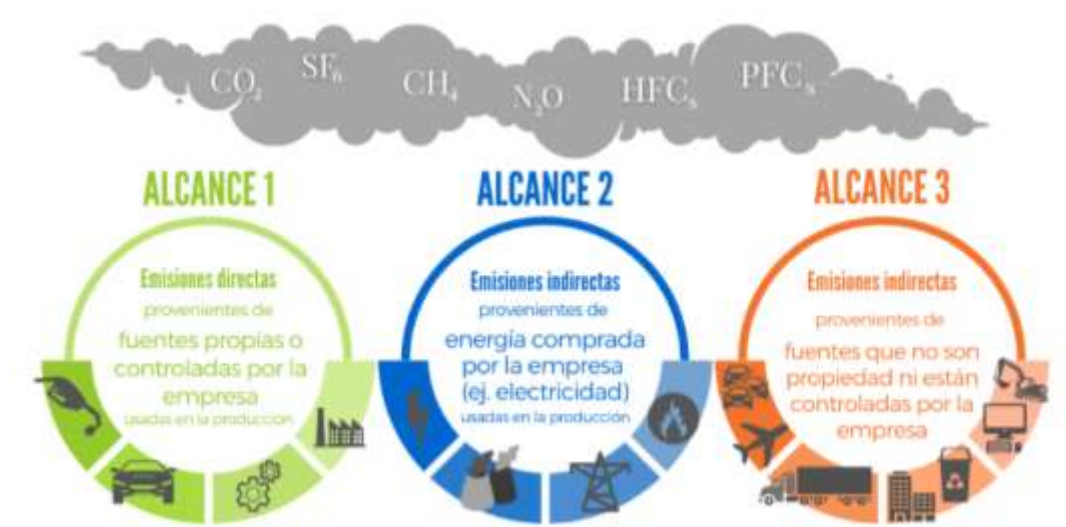 CO₂ SF₆ CH₄ N₂O HFCₛ PFCₛ
ALCANCE 1
Emisiones directas
provenientes de
fuentes propias o
controladas por la
empresa
usadas en la producción
ALCANCE 2
Emisiones indirectas
provenientes de
energía comprada
por la empresa
(ej. electricidad)
usadas en la producción
ALCANCE 3
Emisiones indirectas
provenientes de
fuentes que no son
propiedad ni están
controladas por la
empresa